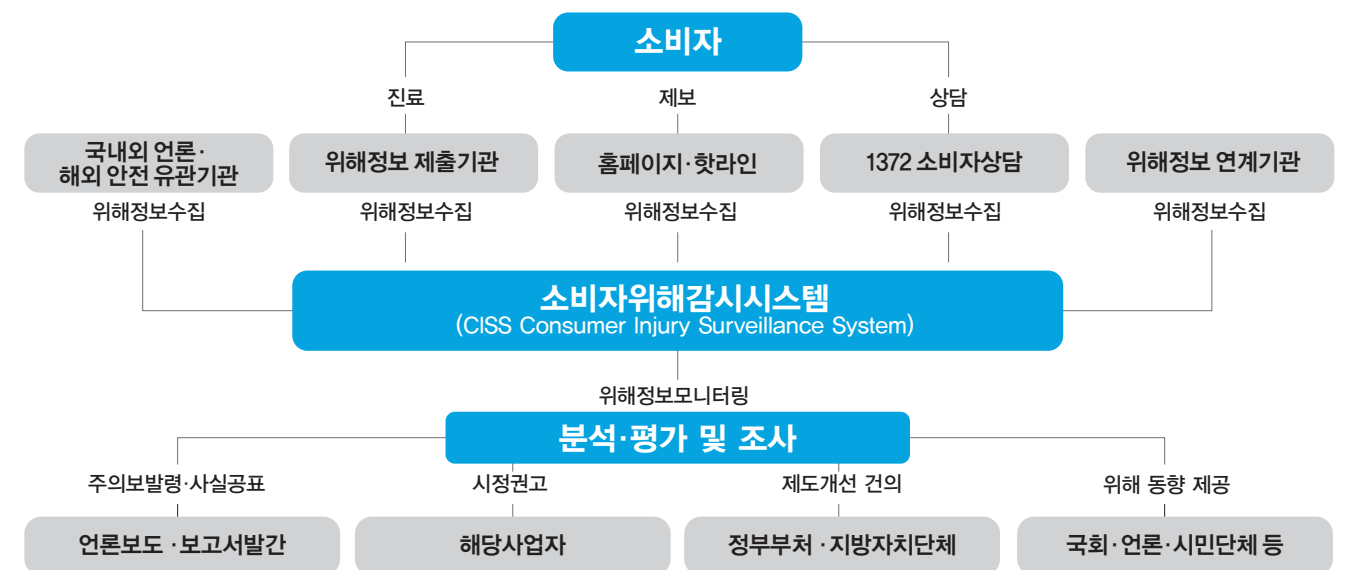 소비자
진료
제보
상담
국내외 언론·
해외 안전 유관기관
위해정보 제출기관
홈페이지·핫라인
1372 소비자상담
위해정보 연계기관
위해정보수집
위해정보수집
위해정보수집
위해정보수집
위해정보수집
소비자위해감시시스템
(CISS Consumer Injury Surveillance System)
위해정보모니터링
분석·평가 및 조사
주의보발령·사실공표
시정권고
제도개선 건의
위해 동향 제공
언론보도 ·보고서발간
해당사업자
정부부처 ·지방자치단체
국회·언론·시민단체 등